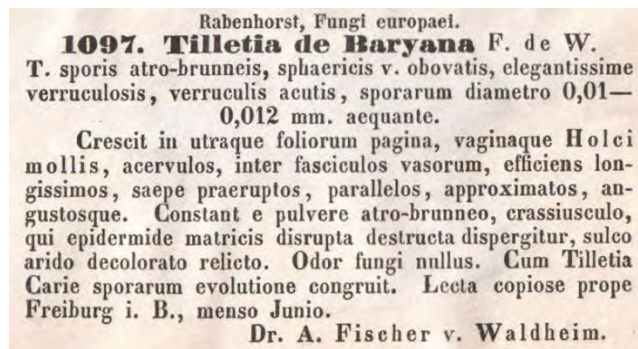 Rabenhorst, Fungi europaei.
1097. Tilletia de Baryana F. de W.
T. sporis atro-brunneis, sphaericis v. obovatis, elegantissime
verruculosis, verruculis acutis, sporarum diametro 0,01—
0,012 mm. aequante.
Crescit in utraque foliorum pagina, vaginaque Holci
mollis, acervulos, inter fasciculos vasorum, efficiens lon-
gissimos, saepe praeruptos, parallelos, approximatos, an-
gustosque. Constant e pulvere atro-brunneo, crassiusculo,
qui epidermide matricis disrupta destructa dispergitur, sulco
arido decolorato relicto. Odor fungi nullus. Cum Tilletia
Carie sporarum evolutione congruit. Lecta copiose prope
Freiburg i. B., menso Junio.
Dr. A. Fischer v. Waldheim.